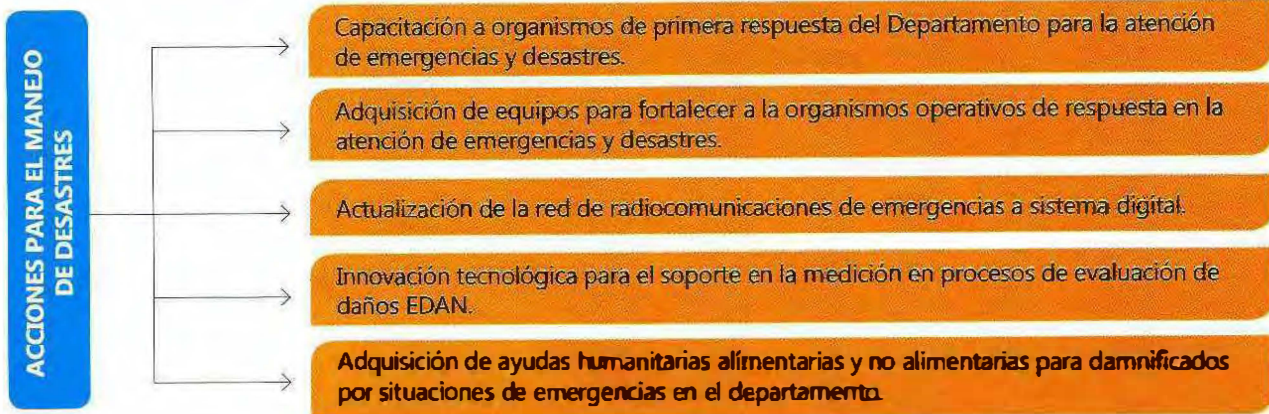 ACCIONES PARA EL MANEJO
DE DESASTRES
Capacitación a organismos de primera respuesta del Departamento para la atención
de emergencias y desastres.
Adquisición de equipos para fortalecer a la organismos operativos de respuesta en la
atención de emergencias y desastres.
Actualización de la red de radiocomunicaciones de emergencias a sistema digital.
Innovación tecnológica para el soporte en la medición en procesos de evaluación de
daños EDAN.
Adquisición de ayudas humanitarias alimentarias y no alimentarias para damnificados
por situaciones de emergencias en el departamento.